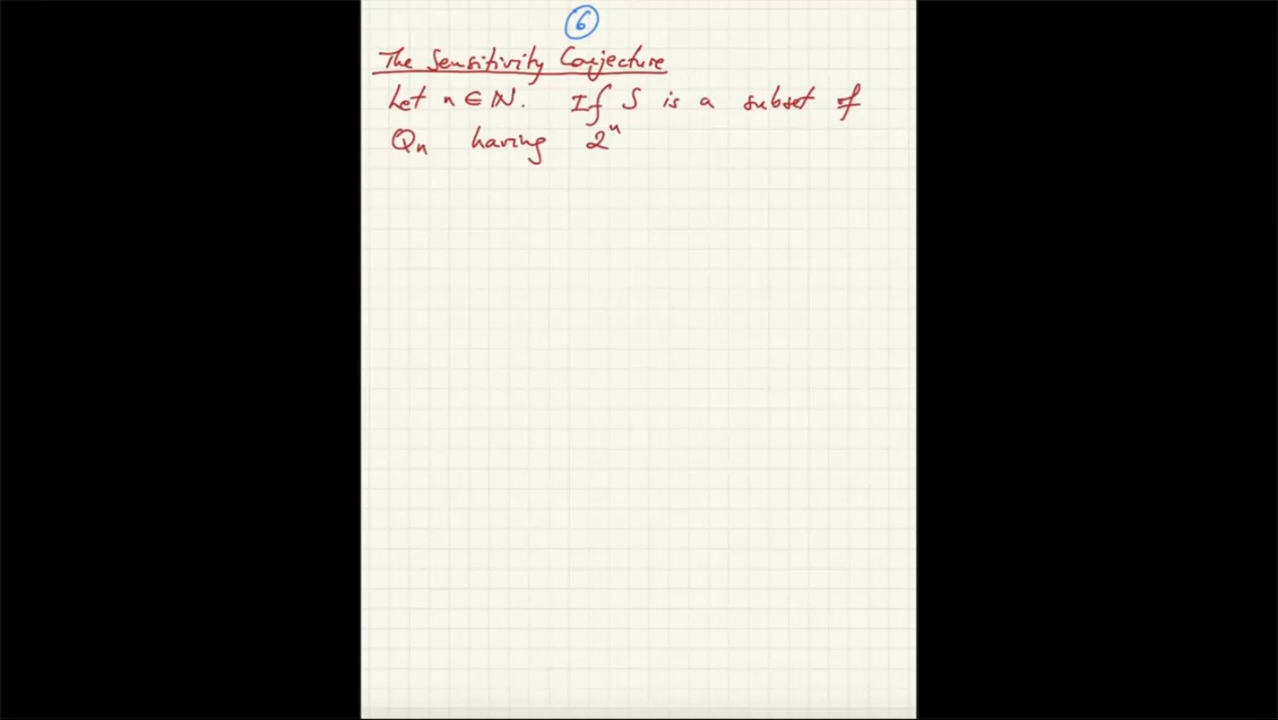 6
The Sensitivity Conjecture
Let n ∈ ℕ. If S is a subset of
Qₙ having 2ⁿ